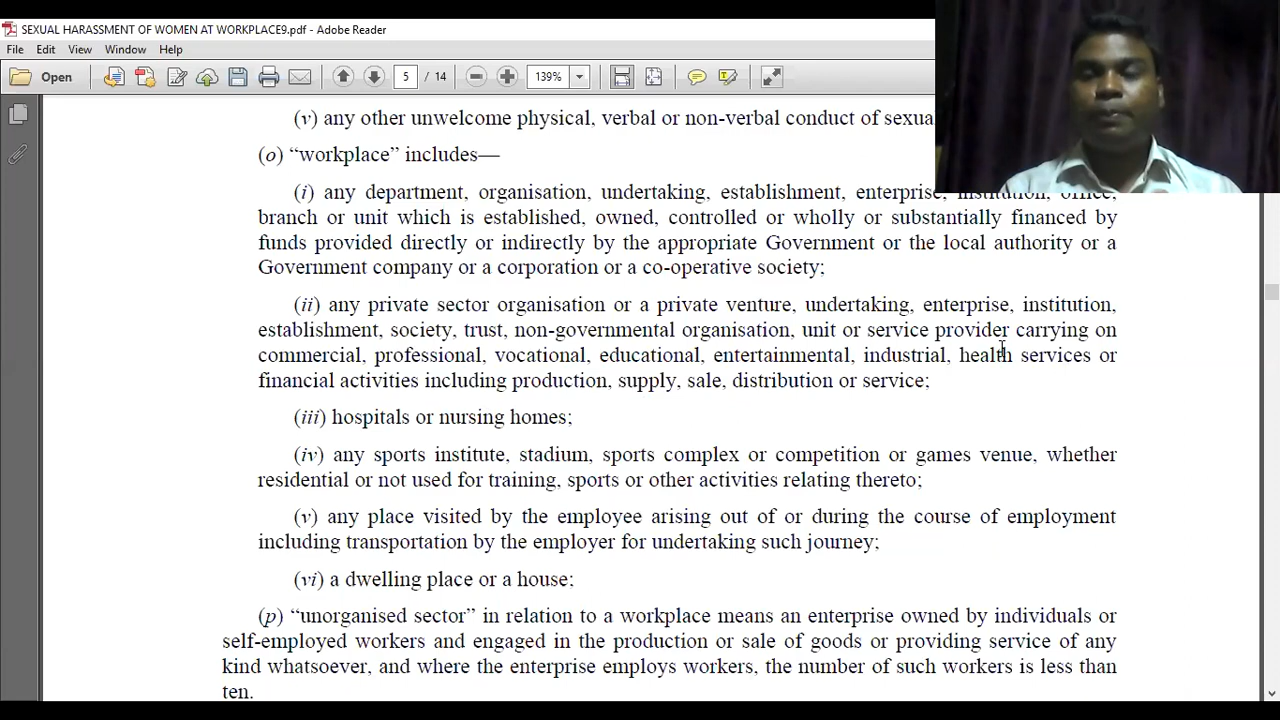 SEXUAL HARASSMENT OF WOMEN AT WORKPLACE9.pdf - Adobe Reader
File Edit View Window Help
Open 5 / 14 139%
(v) any other unwelcome physical, verbal or non-verbal conduct of sexua
(o) “workplace” includes—
(i) any department, organisation, undertaking, establishment, enterprise, institution, office,
branch or unit which is established, owned, controlled or wholly or substantially financed by
funds provided directly or indirectly by the appropriate Government or the local authority or a
Government company or a corporation or a co-operative society;
(ii) any private sector organisation or a private venture, undertaking, enterprise, institution,
establishment, society, trust, non-governmental organisation, unit or service provider carrying on
commercial, professional, vocational, educational, entertainmental, industrial, health services or
financial activities including production, supply, sale, distribution or service;
(iii) hospitals or nursing homes;
(iv) any sports institute, stadium, sports complex or competition or games venue, whether
residential or not used for training, sports or other activities relating thereto;
(v) any place visited by the employee arising out of or during the course of employment
including transportation by the employer for undertaking such journey;
(vi) a dwelling place or a house;
(p) “unorganised sector” in relation to a workplace means an enterprise owned by individuals or
self-employed workers and engaged in the production or sale of goods or providing service of any
kind whatsoever, and where the enterprise employs workers, the number of such workers is less than
ten.